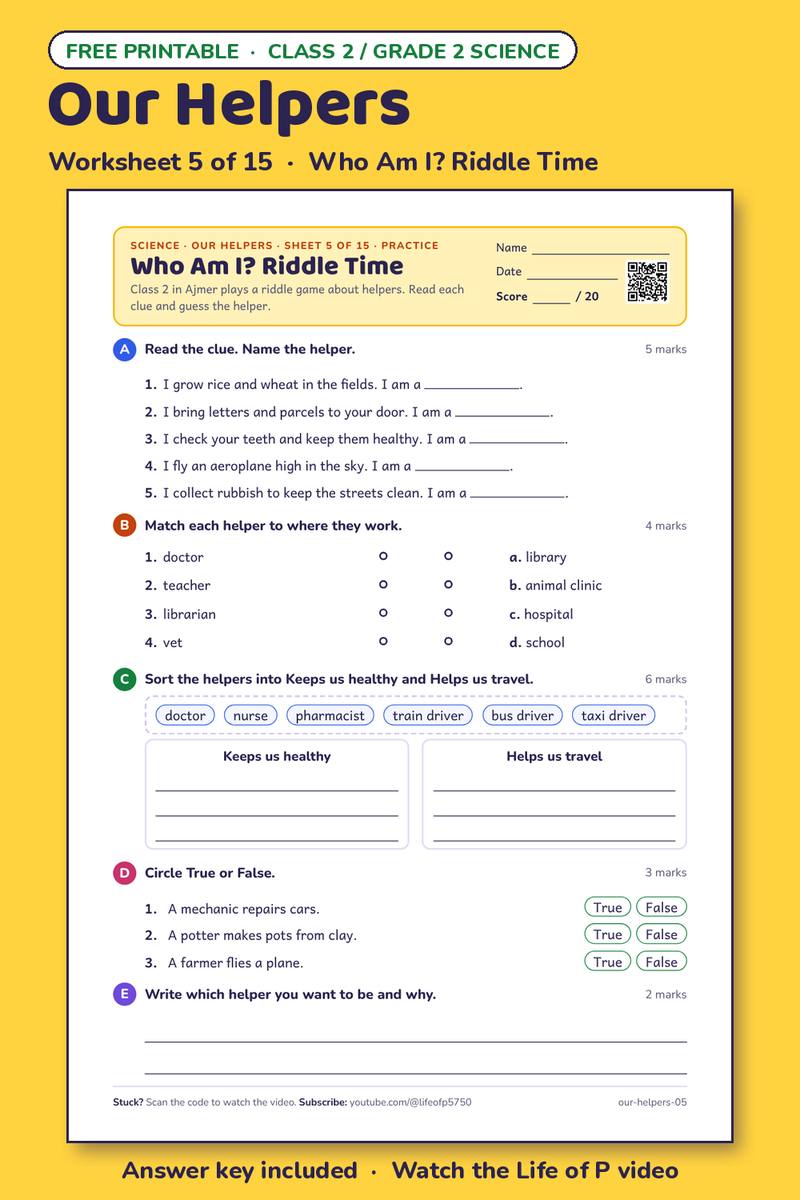 FREE PRINTABLE · CLASS 2 / GRADE 2 SCIENCE
Our Helpers
Worksheet 5 of 15 · Who Am I? Riddle Time
SCIENCE · OUR HELPERS · SHEET 5 OF 15 · PRACTICE
Who Am I? Riddle Time
Class 2 in Ajmer plays a riddle game about helpers. Read each
clue and guess the helper.
Name ____________
Date ____________
Score _____ / 20
A Read the clue. Name the helper. 5 marks
1. I grow rice and wheat in the fields. I am a ____________.
2. I bring letters and parcels to your door. I am a ____________.
3. I check your teeth and keep them healthy. I am a ____________.
4. I fly an aeroplane high in the sky. I am a ____________.
5. I collect rubbish to keep the streets clean. I am a ____________.
B Match each helper to where they work. 4 marks
1. doctor a. library
2. teacher b. animal clinic
3. librarian c. hospital
4. vet d. school
C Sort the helpers into Keeps us healthy and Helps us travel. 6 marks
doctor nurse pharmacist train driver bus driver taxi driver
Keeps us healthy Helps us travel
D Circle True or False. 3 marks
1. A mechanic repairs cars. True False
2. A potter makes pots from clay. True False
3. A farmer flies a plane. True False
E Write which helper you want to be and why. 2 marks
Stuck? Scan the code to watch the video. Subscribe: youtube.com/@lifeofp5750 our-helpers-05
Answer key included · Watch the Life of P video